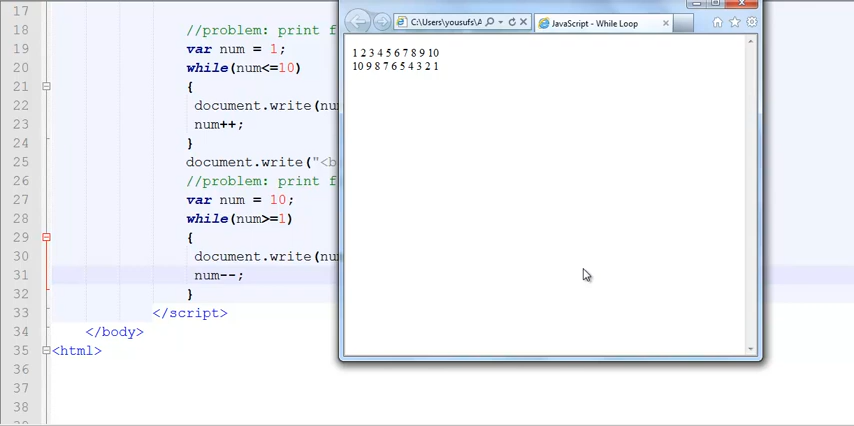 17
18 //problem: print f
19 var num = 1;
20 while(num<=10)
21 {
22 document.write(nu
23 num++;
24 }
25 document.write("<b
26 //problem: print f
27 var num = 10;
28 while(num>=1)
29 {
30 document.write(nu
31 num--;
32 }
33 </script>
34 </body>
35 <html>
36
37
38
C:\Users\yousufs\A
JavaScript - While Loop
1 2 3 4 5 6 7 8 9 10
10 9 8 7 6 5 4 3 2 1